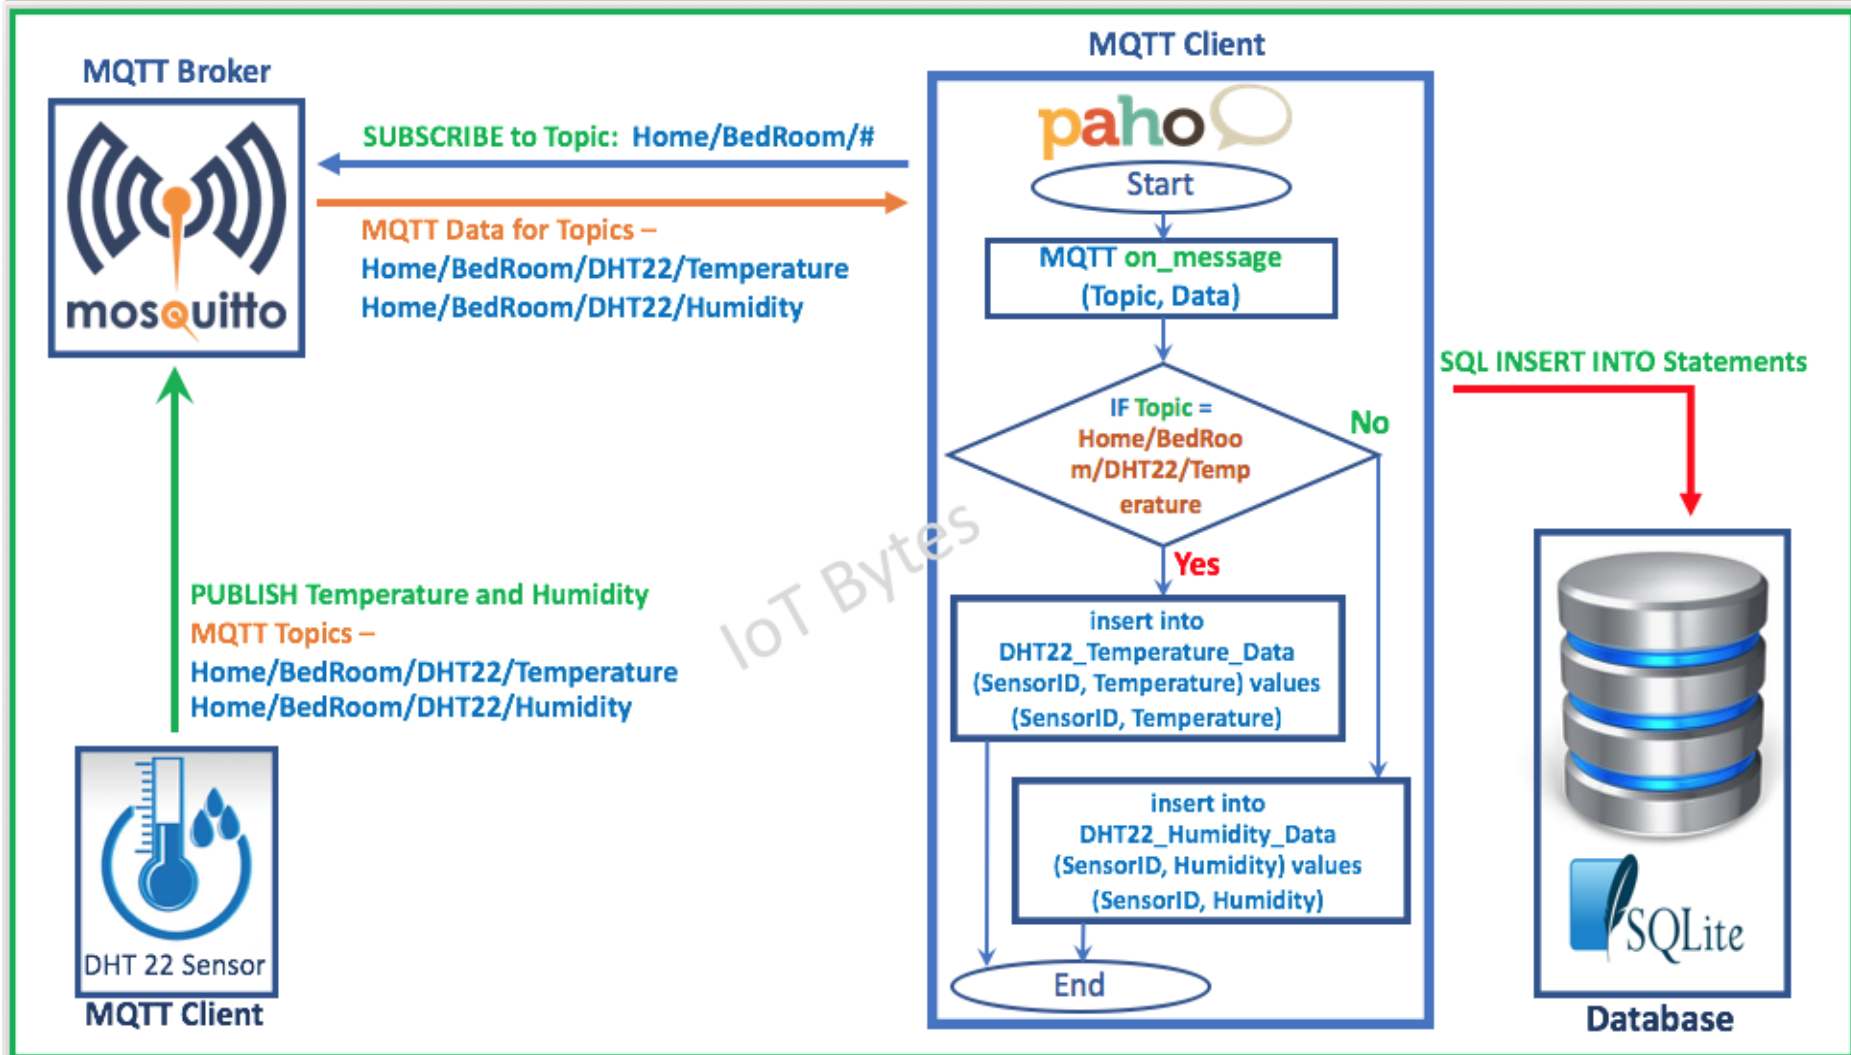 MQTT Broker
mosquitto
SUBSCRIBE to Topic: Home/BedRoom/#
MQTT Data for Topics –
Home/BedRoom/DHT22/Temperature
Home/BedRoom/DHT22/Humidity
PUBLISH Temperature and Humidity
MQTT Topics –
Home/BedRoom/DHT22/Temperature
Home/BedRoom/DHT22/Humidity
DHT 22 Sensor
MQTT Client
IoT Bytes
MQTT Client
paho
Start
MQTT on_message
(Topic, Data)
IF Topic =
Home/BedRoo
m/DHT22/Temp
erature
No
Yes
insert into
DHT22_Temperature_Data
(SensorID, Temperature) values
(SensorID, Temperature)
insert into
DHT22_Humidity_Data
(SensorID, Humidity) values
(SensorID, Humidity)
End
SQL INSERT INTO Statements
SQLite
Database